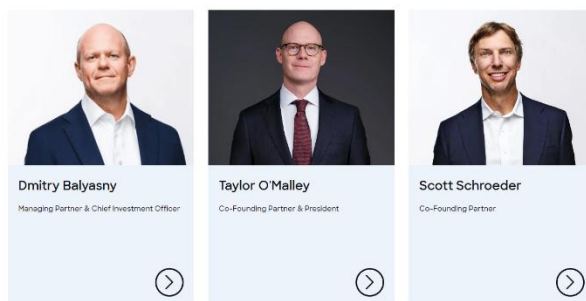 Dmitry Balyasny
Managing Partner & Chief Investment Officer
Taylor O'Malley
Co-Founding Partner & President
Scott Schroeder
Co-Founding Partner